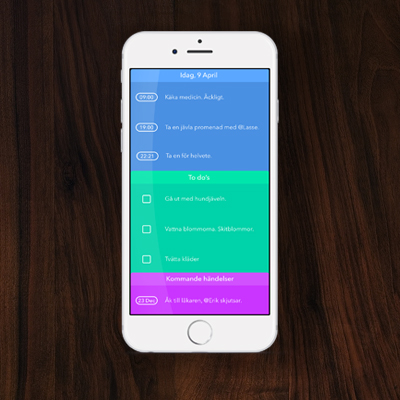 Idag, 9 April
09:00 Käka medicin. Äckligt.
19:00 Ta en jävla promenad med @Lasse.
22:21 Ta en för helvete.
To do's
Gå ut med hundjäveln.
Vattna blommorna. Skitblommor.
Tvätta kläder
Kommande händelser
23 Dec Åk till läkaren, @Erik skjutsar.